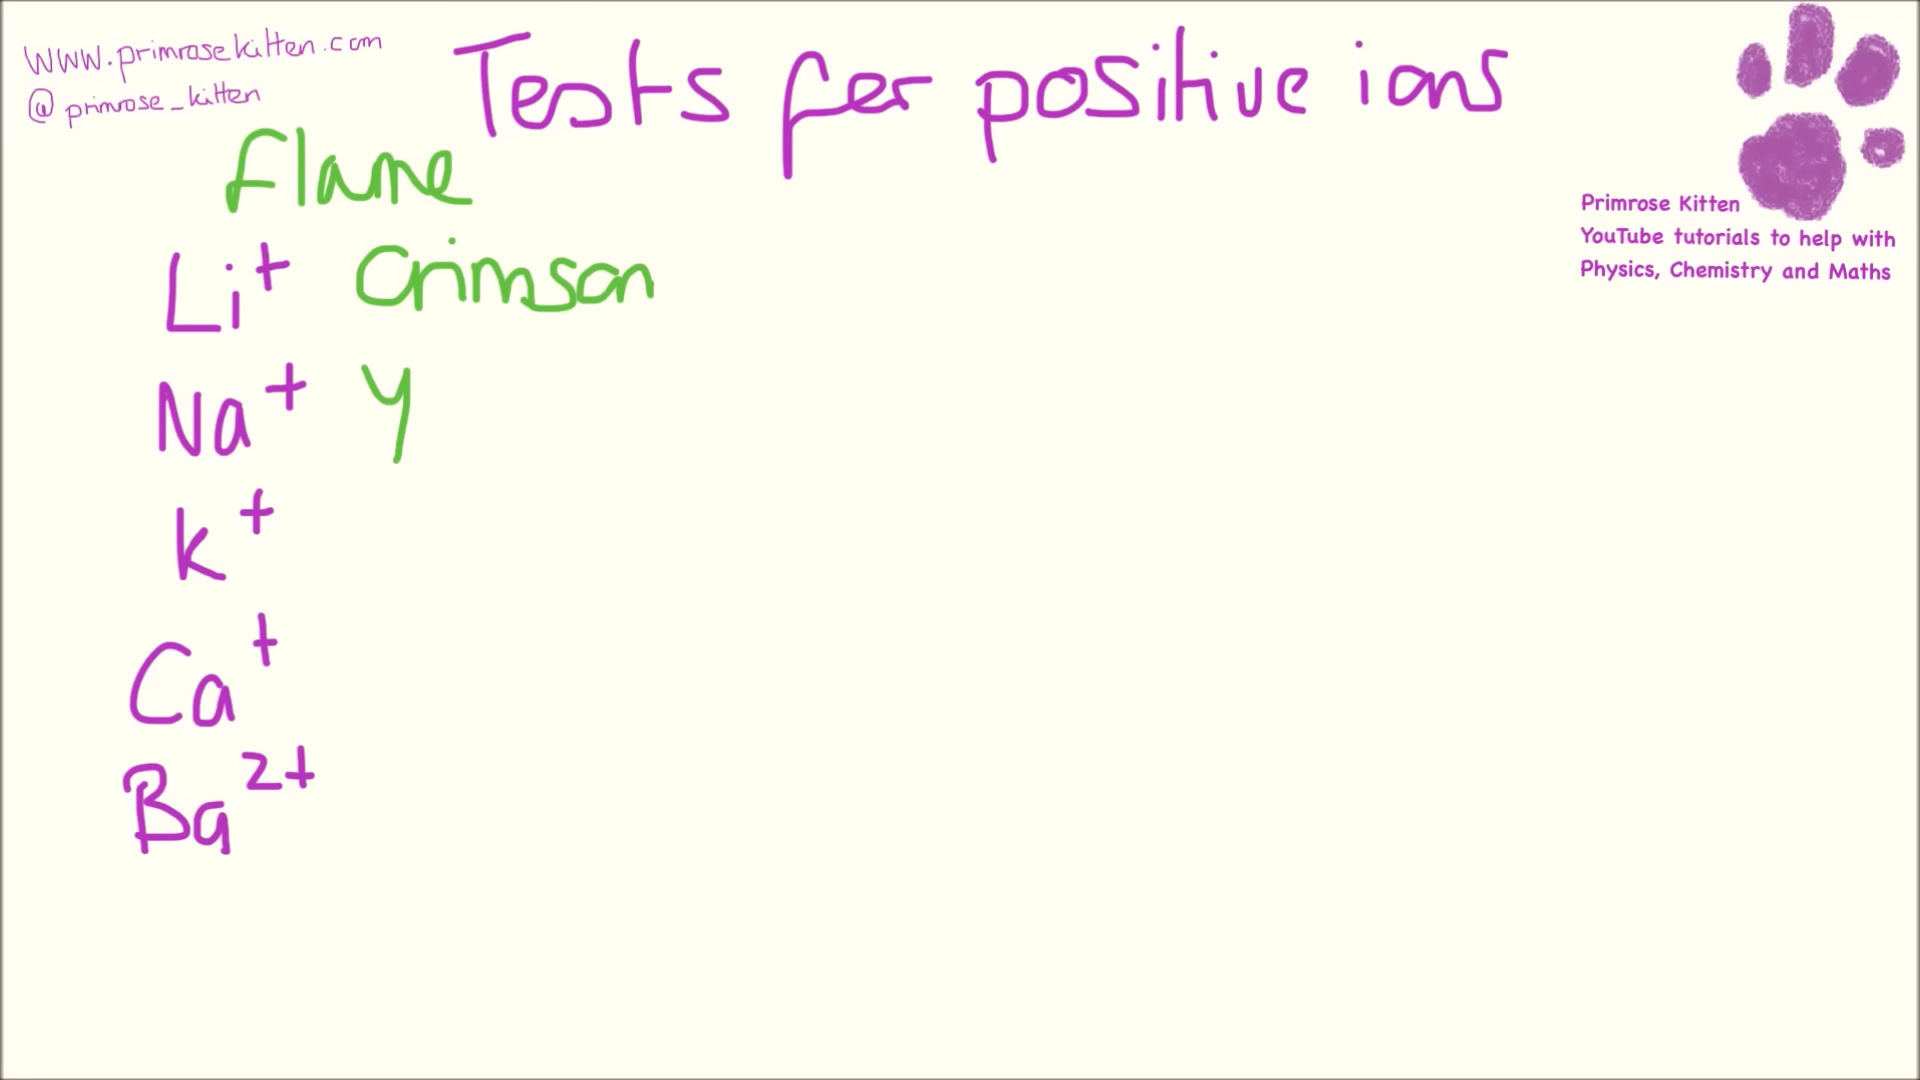 www.primrosekitten.com
@primrose_kitten
Tests for positive ions
Primrose Kitten
YouTube tutorials to help with
Physics, Chemistry and Maths
flame
Li⁺ Crimson
Na⁺ y
K⁺
Ca⁺
Ba²⁺